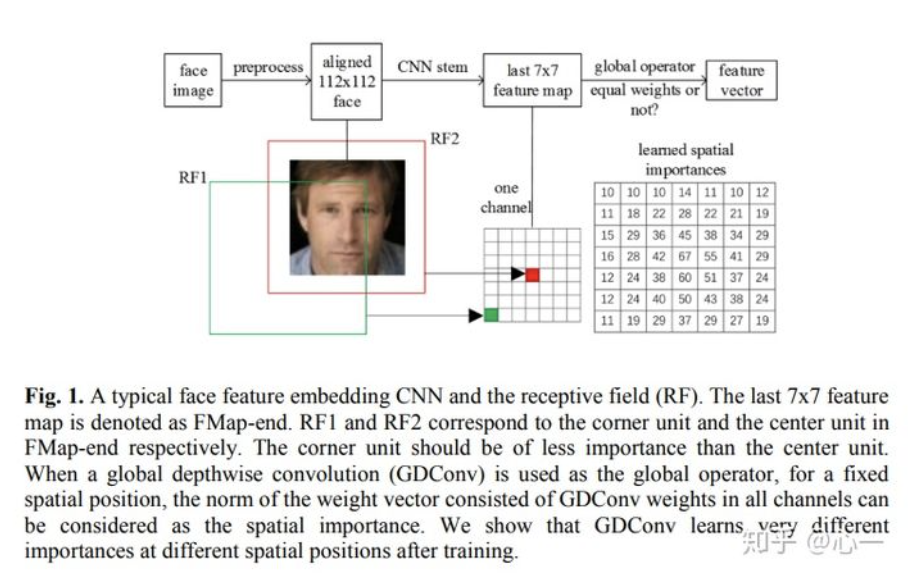 face
image
preprocess
aligned
112x112
face
CNN stem
last 7x7
feature map
global operator
equal weights or
not?
feature
vector
RF2
RF1
one
channel
learned spatial
importances
10 10 10 14 11 10 12
11 18 22 28 22 21 19
15 29 36 45 38 34 29
16 28 42 67 55 41 29
12 24 38 60 51 37 24
12 24 40 50 43 38 24
11 19 29 37 29 27 19
Fig. 1. A typical face feature embedding CNN and the receptive field (RF). The last 7x7 feature
map is denoted as FMap-end. RF1 and RF2 correspond to the corner unit and the center unit in
FMap-end respectively. The corner unit should be of less importance than the center unit.
When a global depthwise convolution (GDConv) is used as the global operator, for a fixed
spatial position, the norm of the weight vector consisted of GDConv weights in all channels can
be considered as the spatial importance. We show that GDConv learns very different
importances at different spatial positions after training.
知乎 @心一